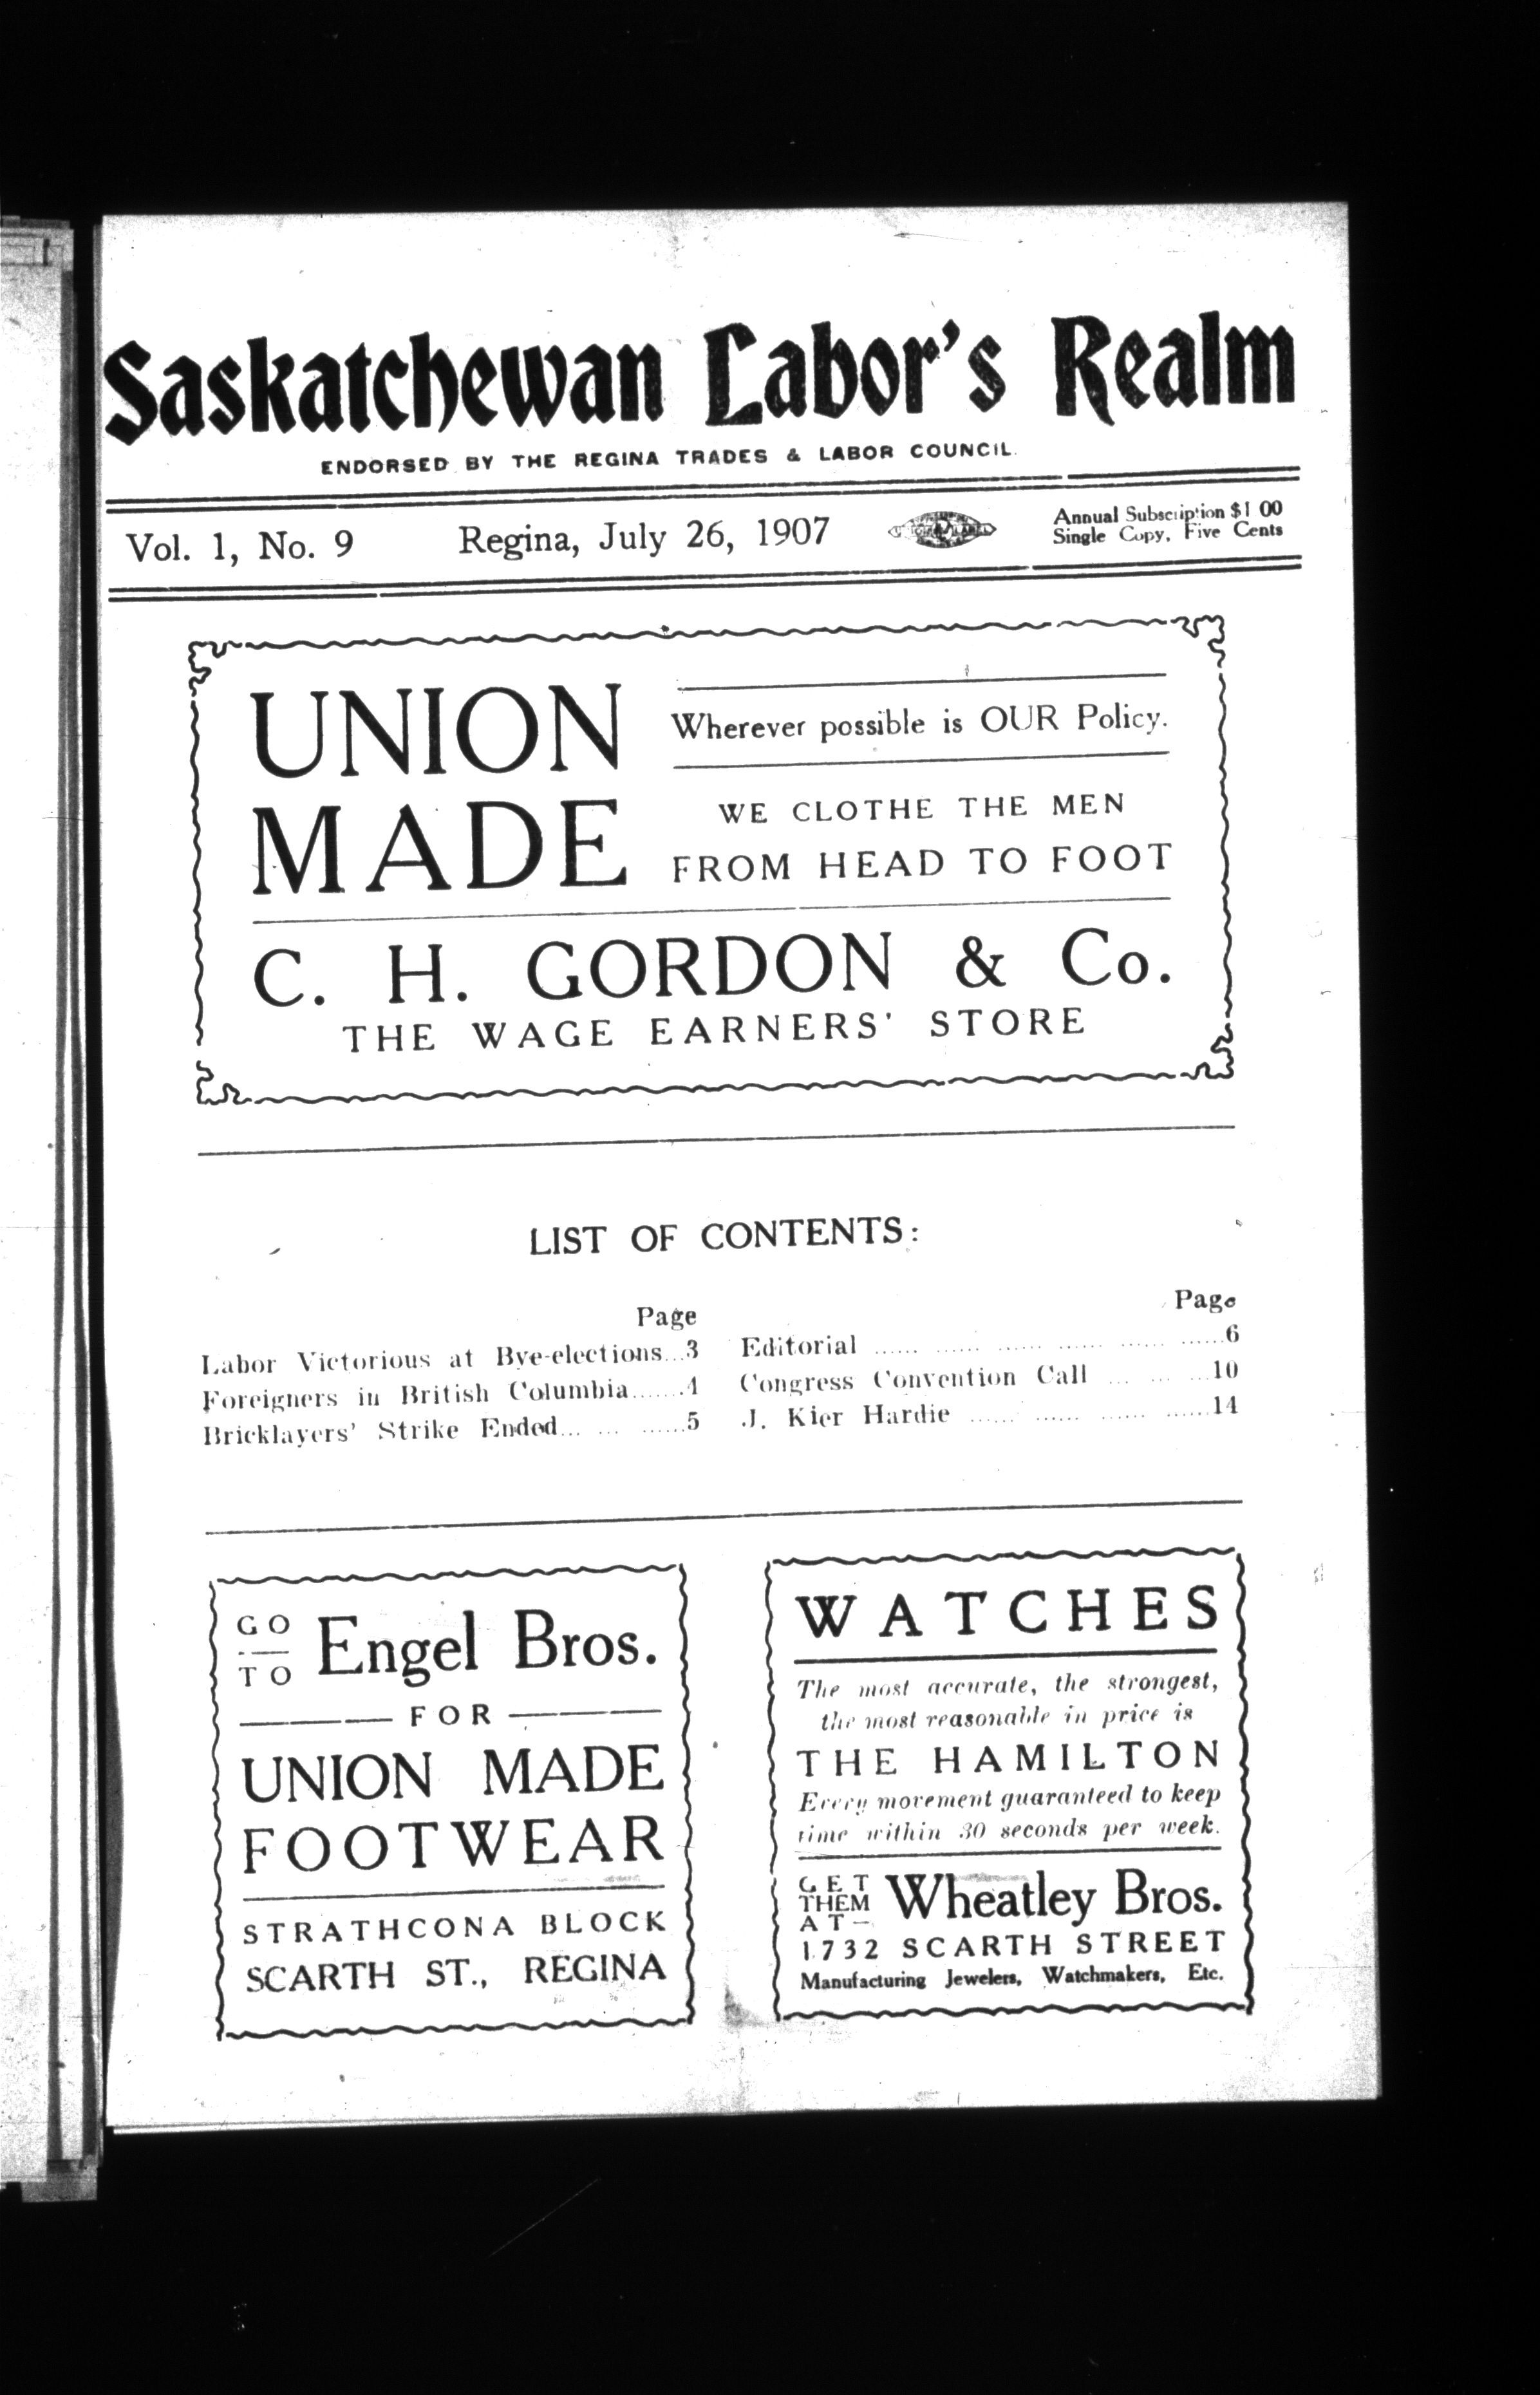 Saskatchewan Labor's Realm
ENDORSED BY THE REGINA TRADES & LABOR COUNCIL.
Vol. 1, No. 9 Regina, July 26, 1907
Annual Subscription $1 00
Single Copy, Five Cents
UNION MADE
Wherever possible is OUR Policy.
WE CLOTHE THE MEN
FROM HEAD TO FOOT
C. H. GORDON & Co.
THE WAGE EARNERS' STORE
LIST OF CONTENTS:
Page
Labor Victorious at Bye-elections...3
Foreigners in British Columbia.......4
Bricklayers' Strike Ended... ... ......5
Page
Editorial ...... ...... ...... ...... ...... ......6
Congress Convention Call ... ... ...10
J. Kier Hardie ...... ...... ...... ......14
GO TO Engel Bros.
FOR
UNION MADE
FOOTWEAR
STRATHCONA BLOCK
SCARTH ST., REGINA
WATCHES
The most accurate, the strongest,
the most reasonable in price is
THE HAMILTON
Every movement guaranteed to keep
time within 30 seconds per week.
GET THEM AT— Wheatley Bros.
1732 SCARTH STREET
Manufacturing Jewelers, Watchmakers, Etc.